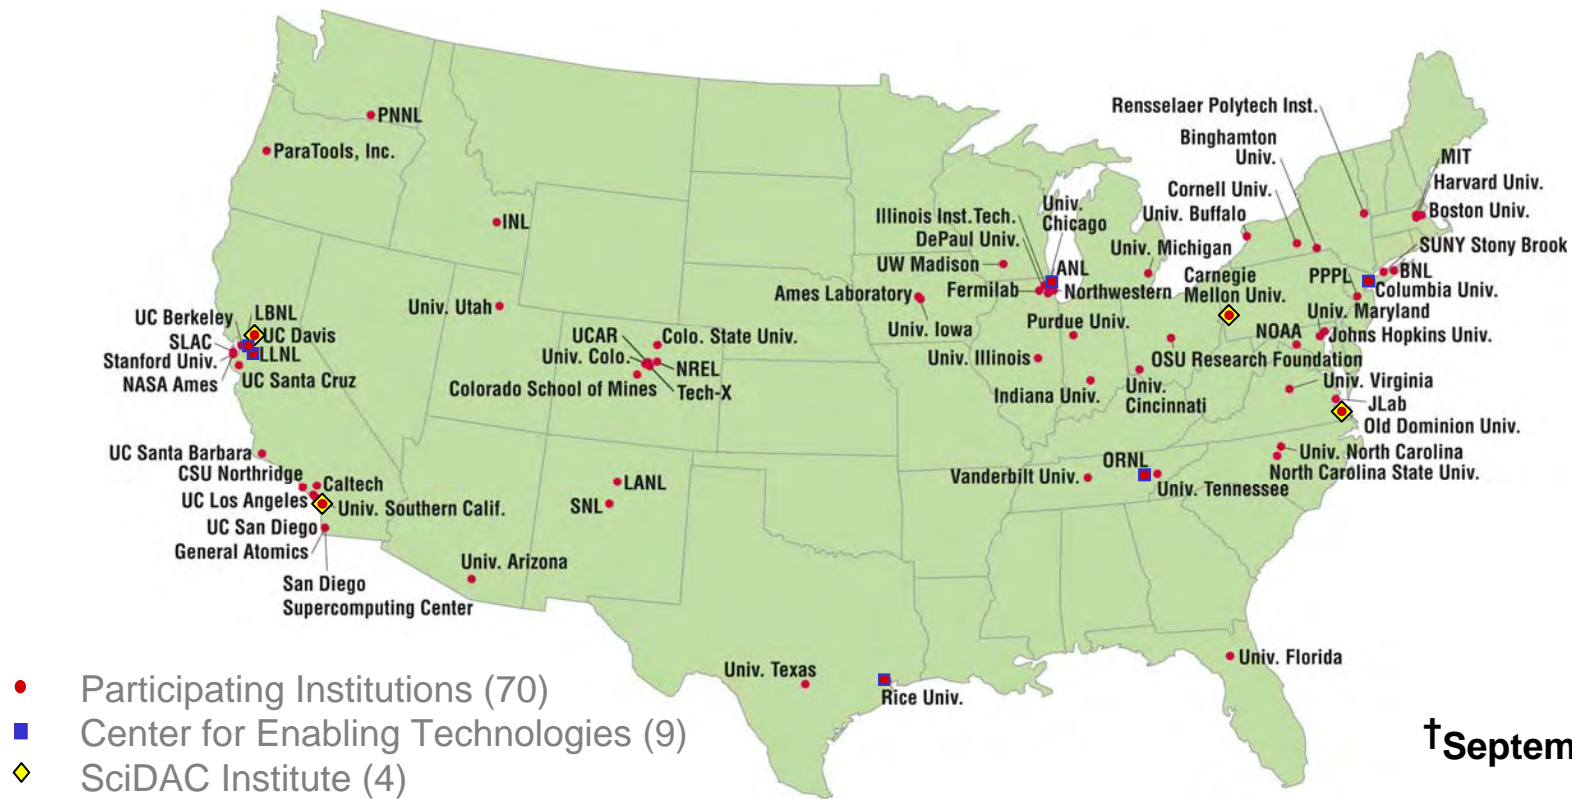 Rensselaer Polytech Inst.
Binghamton
Univ.
PNNL
ParaTools, Inc.
MIT
Harvard Univ.
Cornell Univ.
Univ. Buffalo
Boston Univ.
Univ.
Chicago
Illinois Inst.Tech.
DePaul Univ.
INL
SUNY Stony Brook
Univ. Michigan
UW Madison
ANL
Carnegie
Mellon Univ.
PPPL
BNL
Columbia Univ.
Ames Laboratory
Fermilab
Northwestern
Univ. Utah
Univ. Iowa
Purdue Univ.
Univ. Maryland
NOAA
Johns Hopkins Univ.
UC Berkeley
LBNL
UC Davis
SLAC
LLNL
Stanford Univ.
NASA Ames
UC Santa Cruz
UCAR
Colo. State Univ.
Univ. Colo.
NREL
Colorado School of Mines
Tech-X
Univ. Illinois
OSU Research Foundation
Indiana Univ.
Univ.
Cincinnati
Univ. Virginia
JLab
Old Dominion Univ.
UC Santa Barbara
Univ. North Carolina
CSU Northridge
Caltech
ORNL
North Carolina State Univ.
Vanderbilt Univ.
Univ. Tennessee
LANL
UC Los Angeles
Univ. Southern Calif.
SNL
UC San Diego
General Atomics
Univ. Arizona
San Diego
Supercomputing Center
Univ. Florida
Univ. Texas
Rice Univ.
Participating Institutions (70)
Center for Enabling Technologies (9)
SciDAC Institute (4)
†Septem